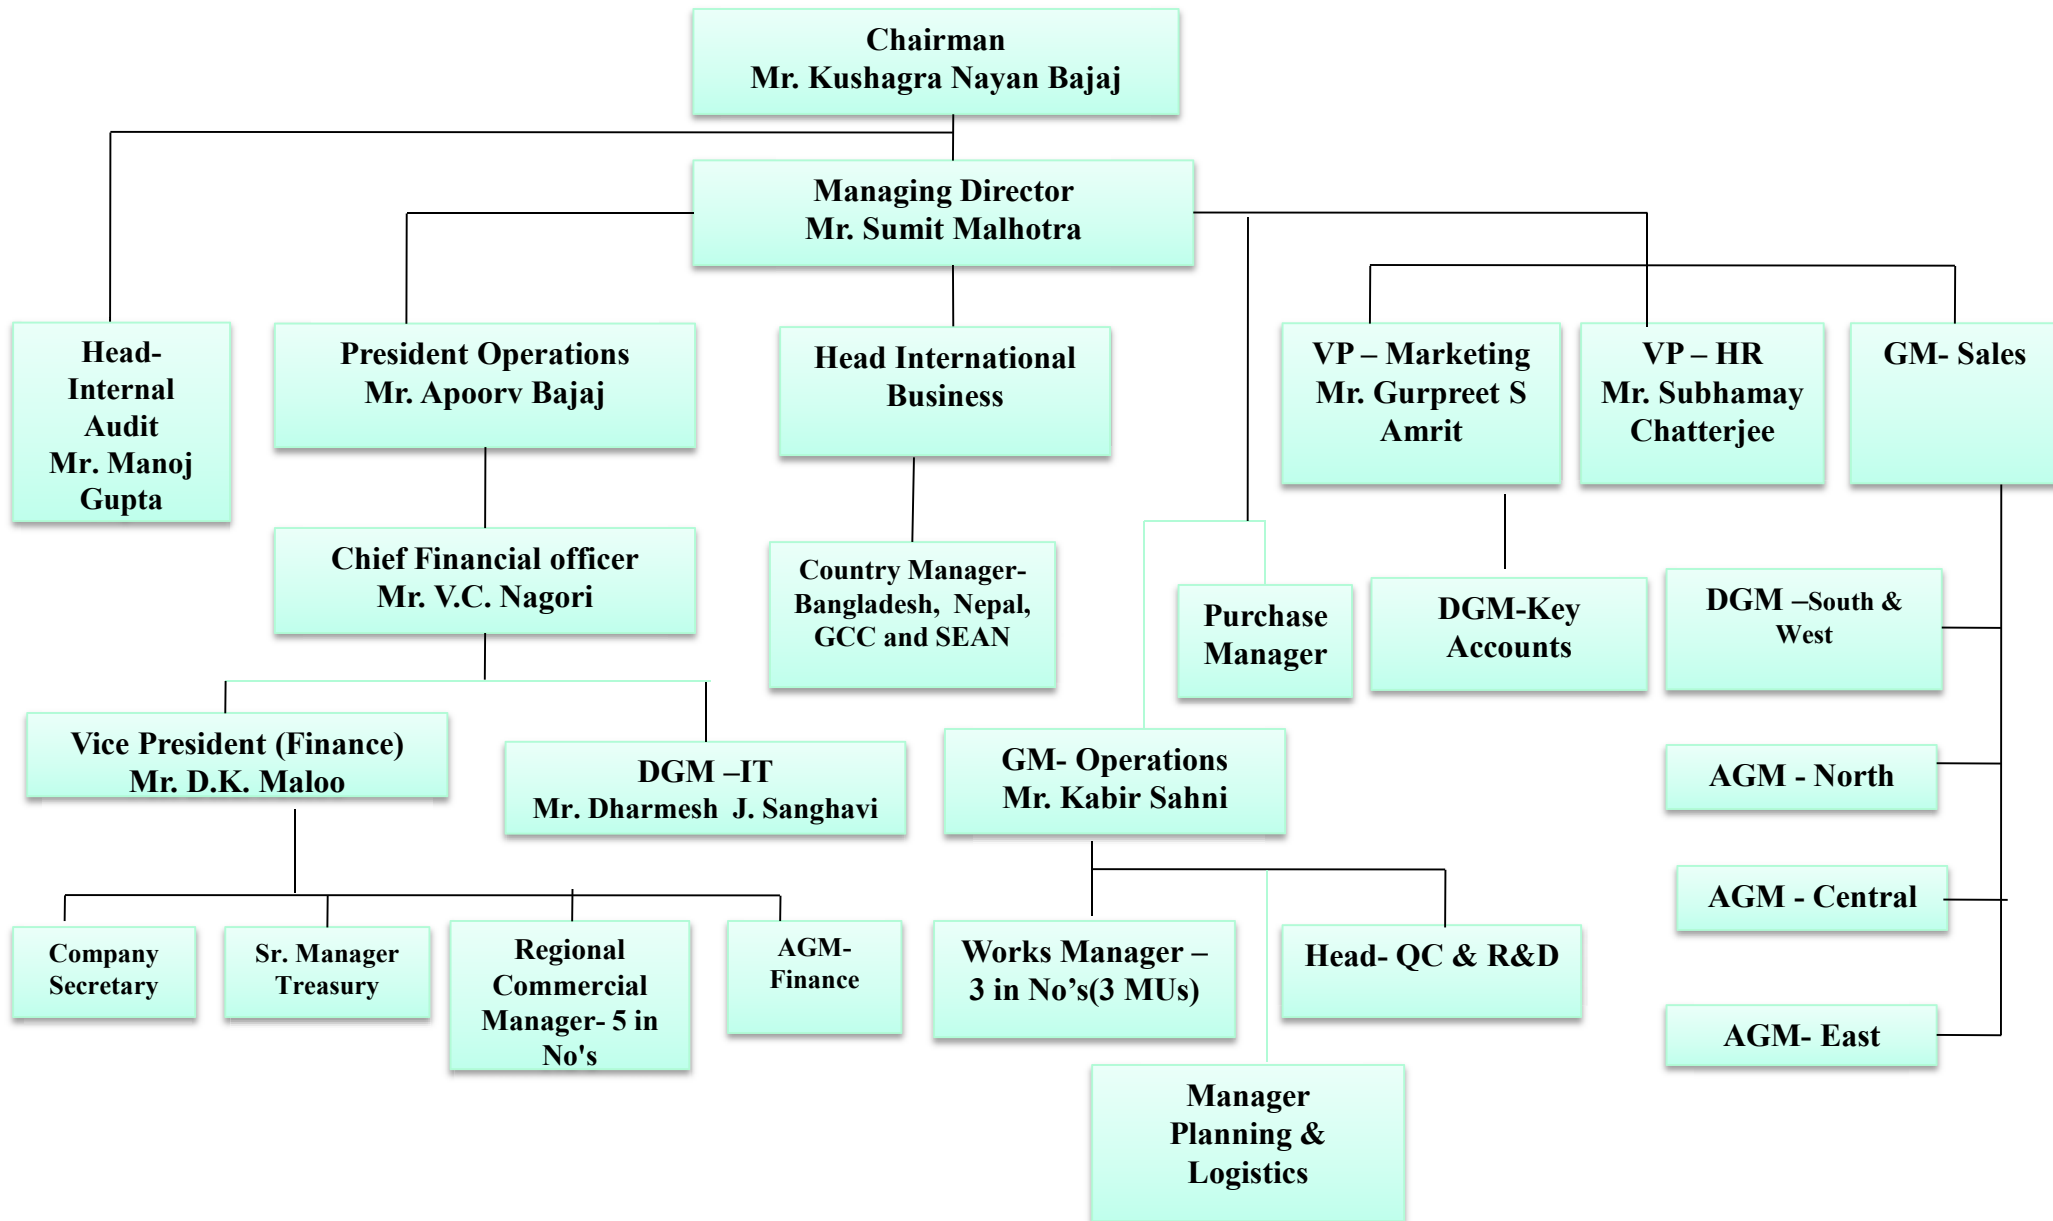 Chairman
Mr. Kushagra Nayan Bajaj
Managing Director
Mr. Sumit Malhotra
Head-
Internal
Audit
Mr. Manoj
Gupta
President Operations
Mr. Apoorv Bajaj
Head International
Business
VP – Marketing
Mr. Gurpreet S
Amrit
VP – HR
Mr. Subhamay
Chatterjee
GM- Sales
Chief Financial officer
Mr. V.C. Nagori
Country Manager-
Bangladesh,  Nepal,
GCC and SEAN
Purchase
Manager
DGM-Key
Accounts
DGM –South &
West
Vice President (Finance)
Mr. D.K. Maloo
DGM –IT
Mr. Dharmesh  J. Sanghavi
GM- Operations
Mr. Kabir Sahni
AGM - North
AGM - Central
Company
Secretary
Sr. Manager
Treasury
Regional
Commercial
Manager- 5 in
No's
AGM-
Finance
Works Manager –
3 in No’s(3 MUs)
Head- QC & R&D
AGM- East
Manager
Planning &
Logistics